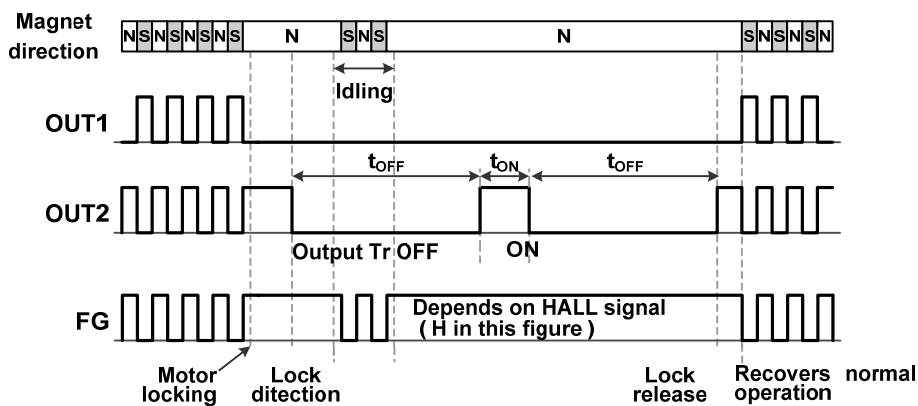 Magnet
direction
N S N S N S N S N S N S N S N S N S N
Idling
OUT1
tOFF tON tOFF
OUT2
Output Tr OFF ON
FG
Depends on HALL signal
( H in this figure )
Motor
locking
Lock
ditection
Lock
release
Recovers normal
operation